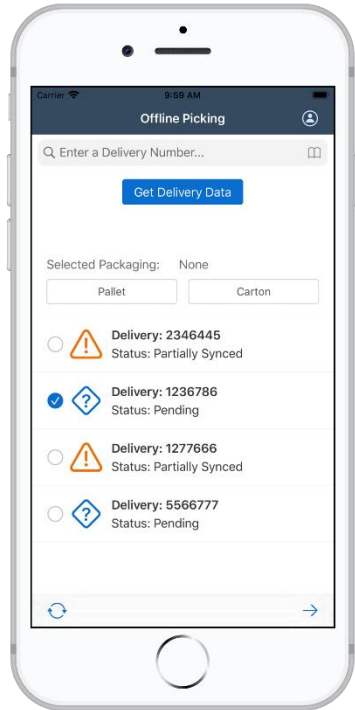 Carrier 9:59 AM
Offline Picking
Enter a Delivery Number...
Get Delivery Data
Selected Packaging: None
Pallet Carton
Delivery: 2346445
Status: Partially Synced
Delivery: 1236786
Status: Pending
Delivery: 1277666
Status: Partially Synced
Delivery: 5566777
Status: Pending